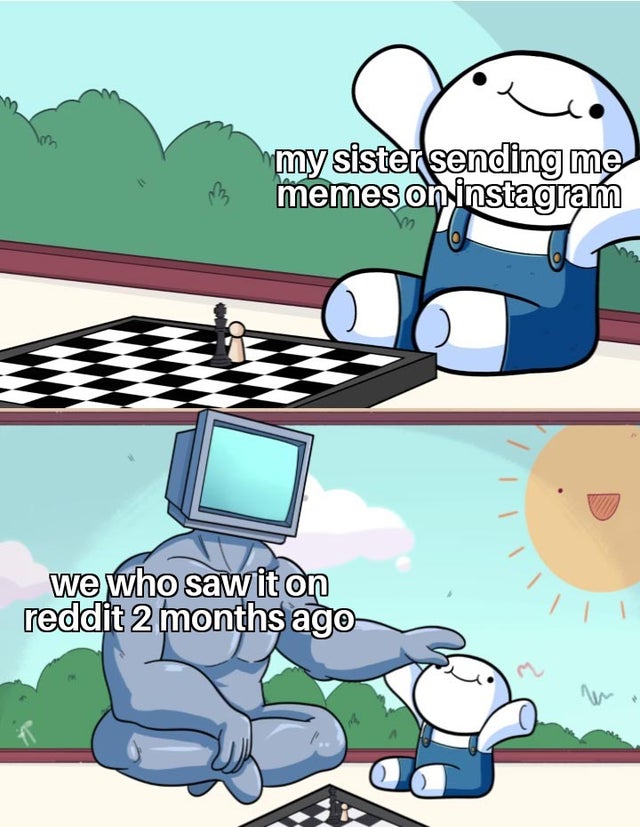 my sister sending me
memes on instagram
we who saw it on
reddit 2 months ago